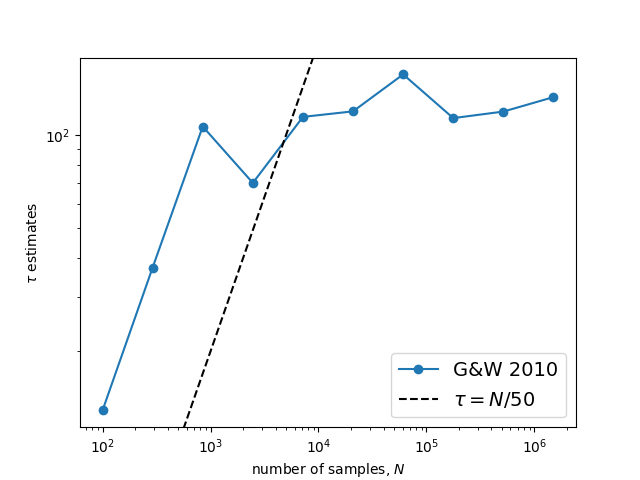 10²
τ estimates
G&W 2010
τ = N/50
10² 10³ 10⁴ 10⁵ 10⁶
number of samples, N